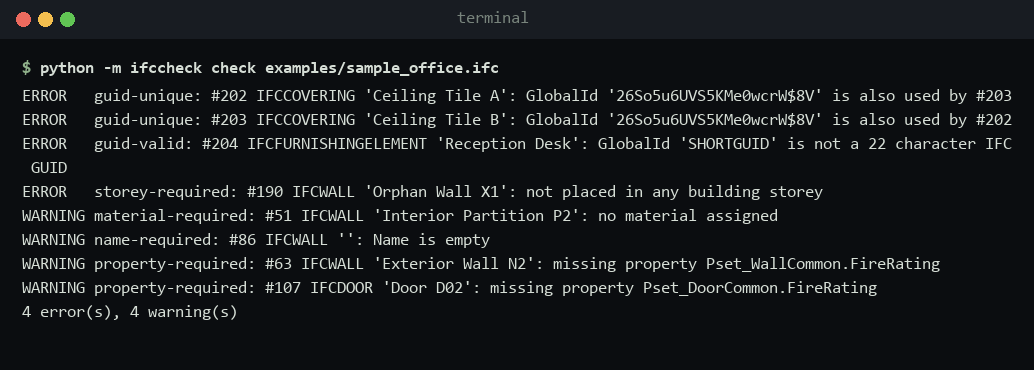 terminal
$ python -m ifccheck check examples/sample_office.ifc
ERROR   guid-unique: #202 IFCCOVERING 'Ceiling Tile A': GlobalId '26So5u6UVS5KMe0wcrW$8V' is also used by #203
ERROR   guid-unique: #203 IFCCOVERING 'Ceiling Tile B': GlobalId '26So5u6UVS5KMe0wcrW$8V' is also used by #202
ERROR   guid-valid: #204 IFCFURNISHINGELEMENT 'Reception Desk': GlobalId 'SHORTGUID' is not a 22 character IFC
 GUID
ERROR   storey-required: #190 IFCWALL 'Orphan Wall X1': not placed in any building storey
WARNING material-required: #51 IFCWALL 'Interior Partition P2': no material assigned
WARNING name-required: #86 IFCWALL '': Name is empty
WARNING property-required: #63 IFCWALL 'Exterior Wall N2': missing property Pset_WallCommon.FireRating
WARNING property-required: #107 IFCDOOR 'Door D02': missing property Pset_DoorCommon.FireRating
4 error(s), 4 warning(s)